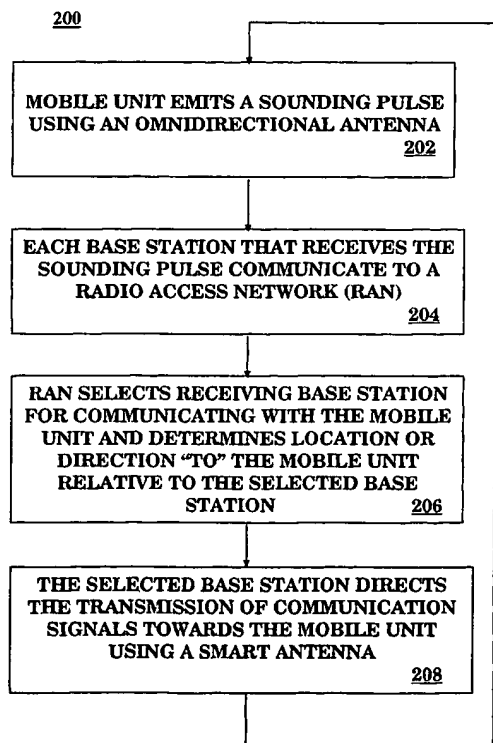 200
MOBILE UNIT EMITS A SOUNDING PULSE
USING AN OMNIDIRECTIONAL ANTENNA
202
EACH BASE STATION THAT RECEIVES THE
SOUNDING PULSE COMMUNICATE TO A
RADIO ACCESS NETWORK (RAN)
204
RAN SELECTS RECEIVING BASE STATION
FOR COMMUNICATING WITH THE MOBILE
UNIT AND DETERMINES LOCATION OR
DIRECTION "TO" THE MOBILE UNIT
RELATIVE TO THE SELECTED BASE
STATION
206
THE SELECTED BASE STATION DIRECTS
THE TRANSMISSION OF COMMUNICATION
SIGNALS TOWARDS THE MOBILE UNIT
USING A SMART ANTENNA
208